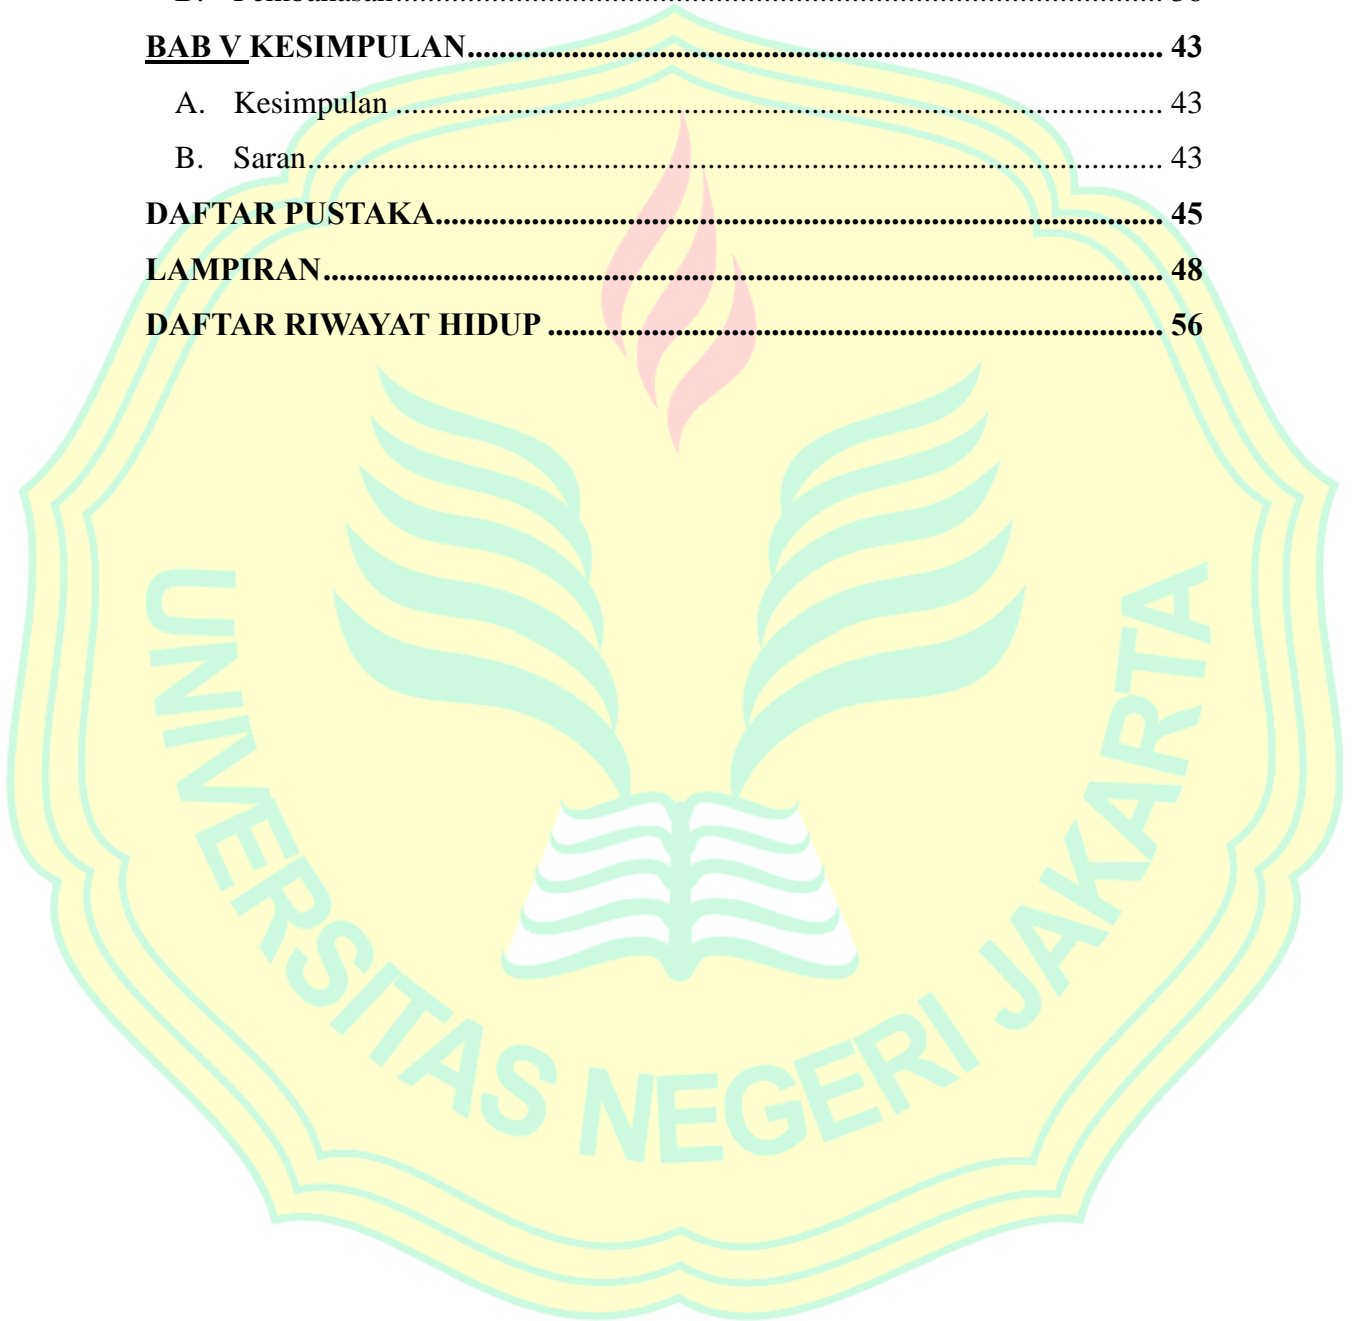 BAB V KESIMPULAN.......................................................................................... 43
A. Kesimpulan ................................................................................................ 43
B. Saran........................................................................................................... 43
DAFTAR PUSTAKA........................................................................................... 45
LAMPIRAN......................................................................................................... 48
DAFTAR RIWAYAT HIDUP ............................................................................. 56
UNIVERSITAS NEGERI JAKARTA